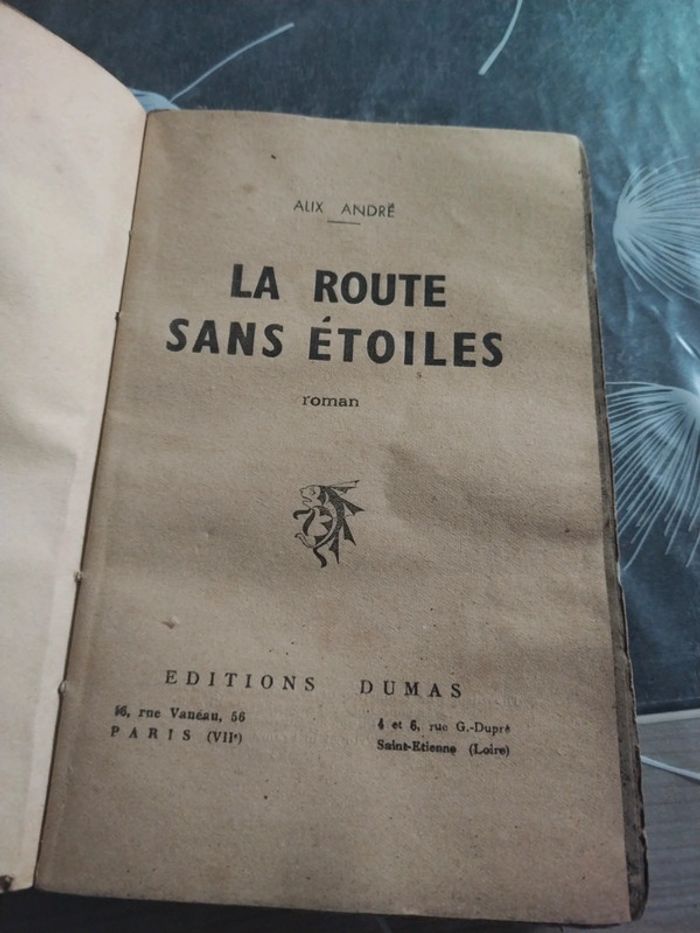 ALIX ANDRÉ
LA ROUTE
SANS ÉTOILES
roman
EDITIONS DUMAS
56, rue Vanéau, 56
PARIS (VIIe)
4 et 6, rue G.-Dupré
Saint-Etienne (Loire)